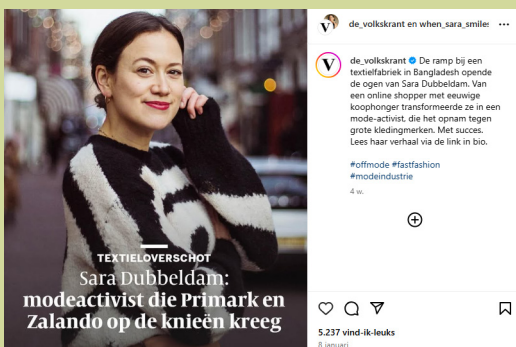 de_volkskrant en when_sara_smiles
de_volkskrant De ramp bij een
textielfabriek in Bangladesh opende
de ogen van Sara Dubbeldam. Van
een online shopper met eeuwige
koophonger transformeerde ze in een
mode-activist, die het opnam tegen
grote kledingmerken. Met succes.
Lees haar verhaal via de link in bio.
#offmode #fastfashion
#modeindustrie
4 w.
TEXTIELOVERSCHOT
Sara Dubbeldam:
modeactivist die Primark en
Zalando op de knieën kreeg
5.237 vind-ik-leuks
8 januari